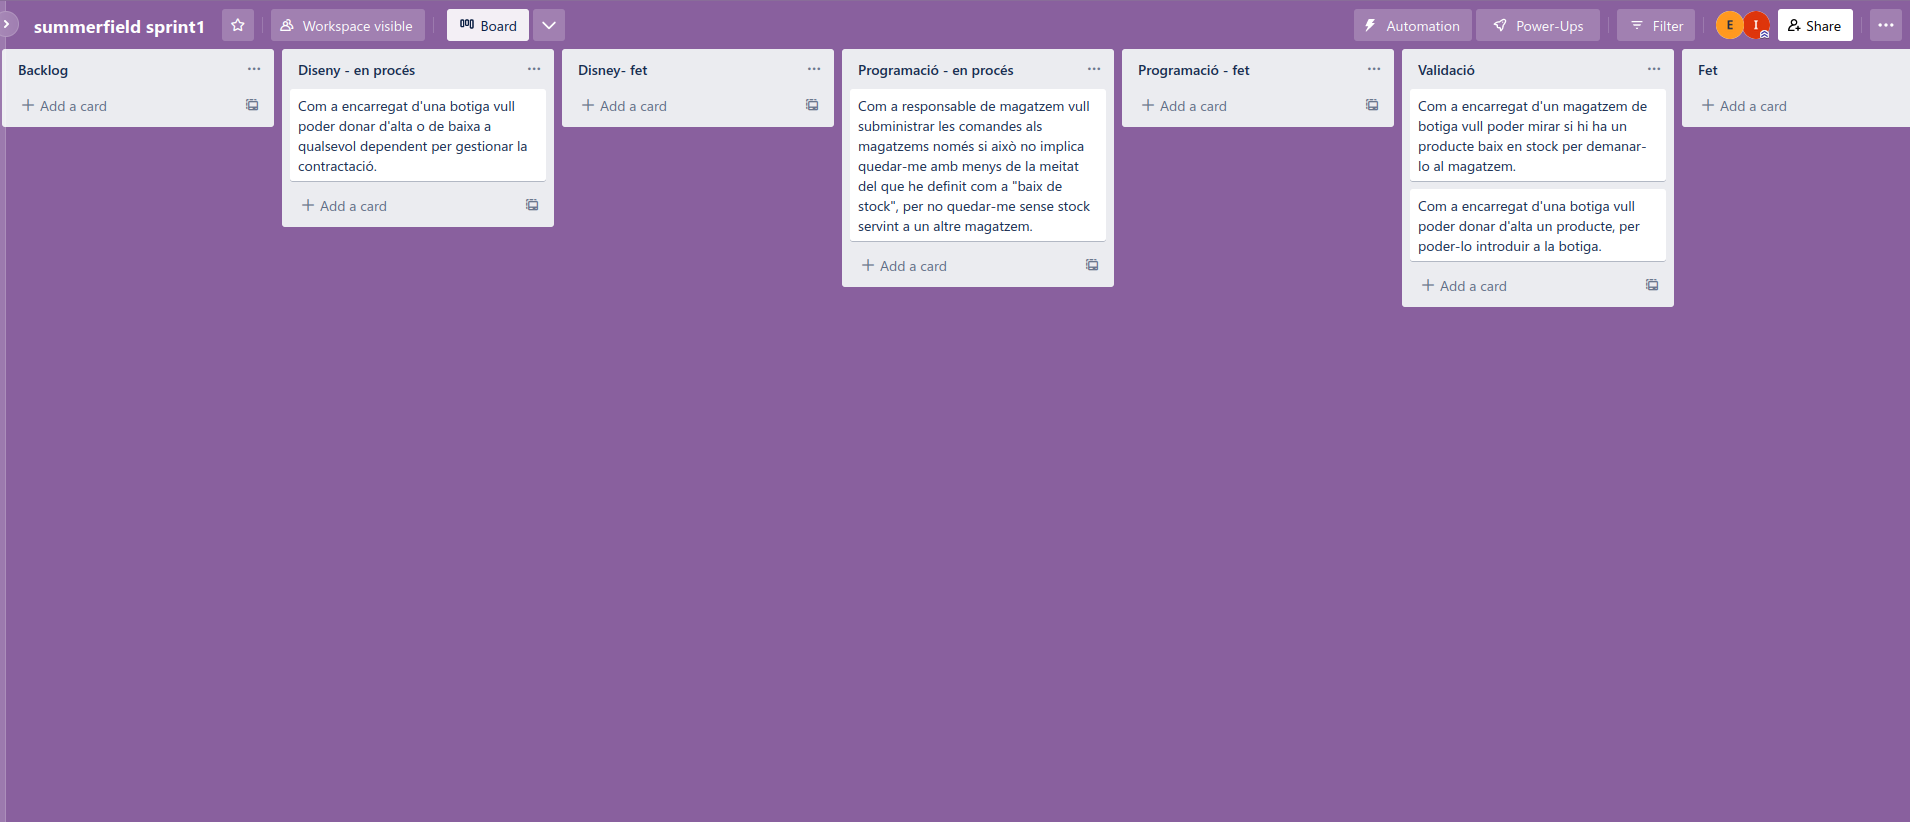 summerfield sprint1
Workspace visible
Board
Automation
Power-Ups
Filter
E
I
Share
Backlog
Add a card
Diseny - en procés
Com a encarregat d'una botiga vull
poder donar d'alta o de baixa a
qualsevol dependent per gestionar la
contractació.
Add a card
Disney- fet
Add a card
Programació - en procés
Com a responsable de magatzem vull
subministrar les comandes als
magatzems només si això no implica
quedar-me amb menys de la meitat
del que he definit com a "baix de
stock", per no quedar-me sense stock
servint a un altre magatzem.
Add a card
Programació - fet
Add a card
Validació
Com a encarregat d'un magatzem de
botiga vull poder mirar si hi ha un
producte baix en stock per demanar-
lo al magatzem.
Com a encarregat d'una botiga vull
poder donar d'alta un producte, per
poder-lo introduir a la botiga.
Add a card
Fet
Add a card